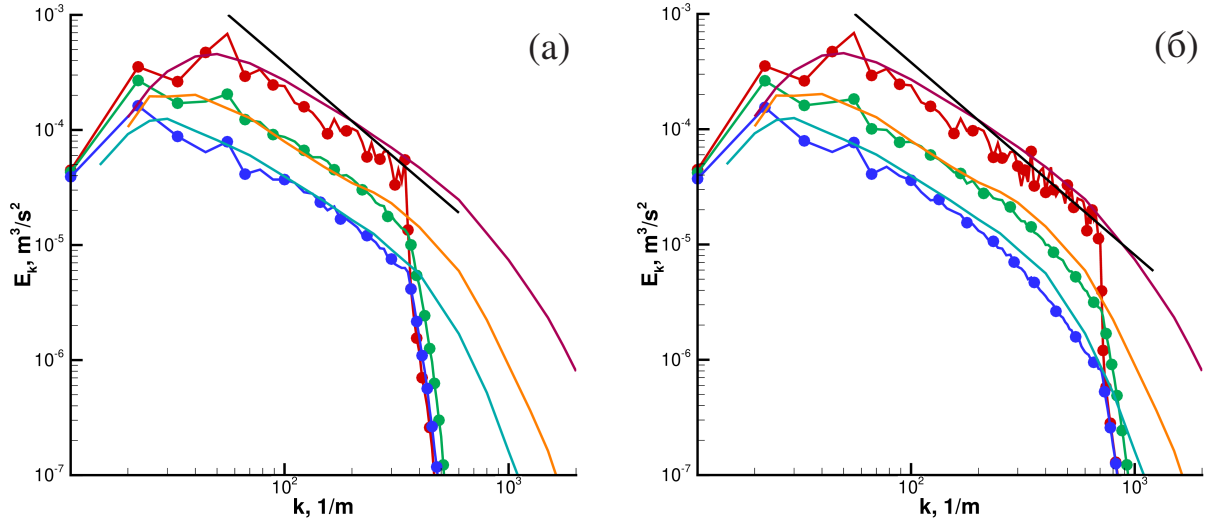 (а)
(б)
10⁻³
10⁻⁴
10⁻⁵
10⁻⁶
10⁻⁷
E_k, m³/s²
10²
10³
k, 1/m
10⁻³
10⁻⁴
10⁻⁵
10⁻⁶
10⁻⁷
E_k, m³/s²
10²
10³
k, 1/m